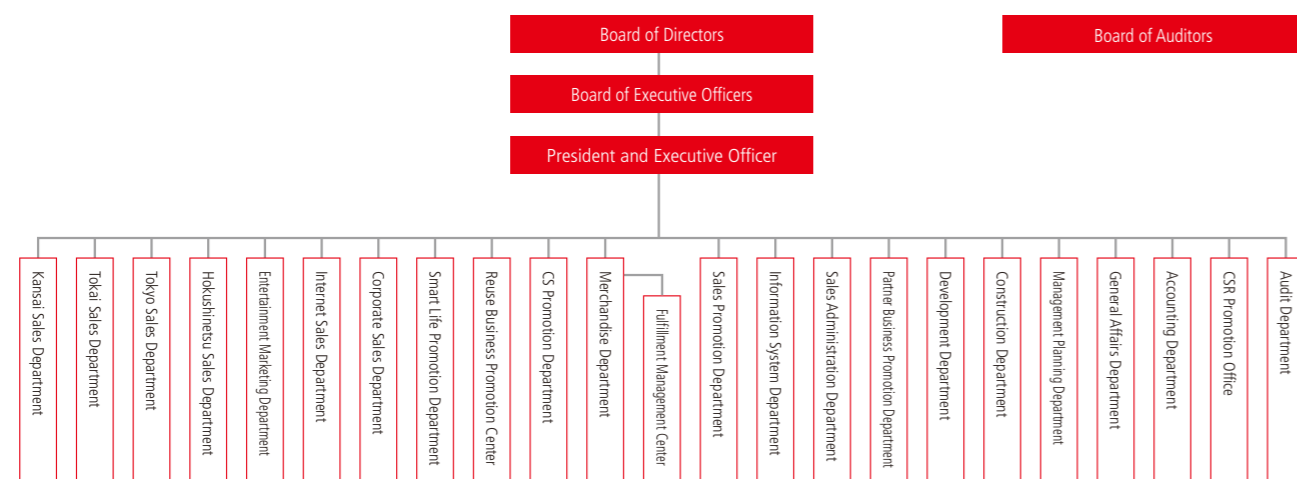 Board of Directors
Board of Auditors
Board of Executive Officers
President and Executive Officer
Kansai Sales Department
Tokai Sales Department
Tokyo Sales Department
Hokushinetsu Sales Department
Entertainment Marketing Department
Internet Sales Department
Corporate Sales Department
Smart Life Promotion Department
Reuse Business Promotion Center
CS Promotion Department
Merchandise Department
Fulfillment Management Center
Sales Promotion Department
Information System Department
Sales Administration Department
Partner Business Promotion Department
Development Department
Construction Department
Management Planning Department
General Affairs Department
Accounting Department
CSR Promotion Office
Audit Department